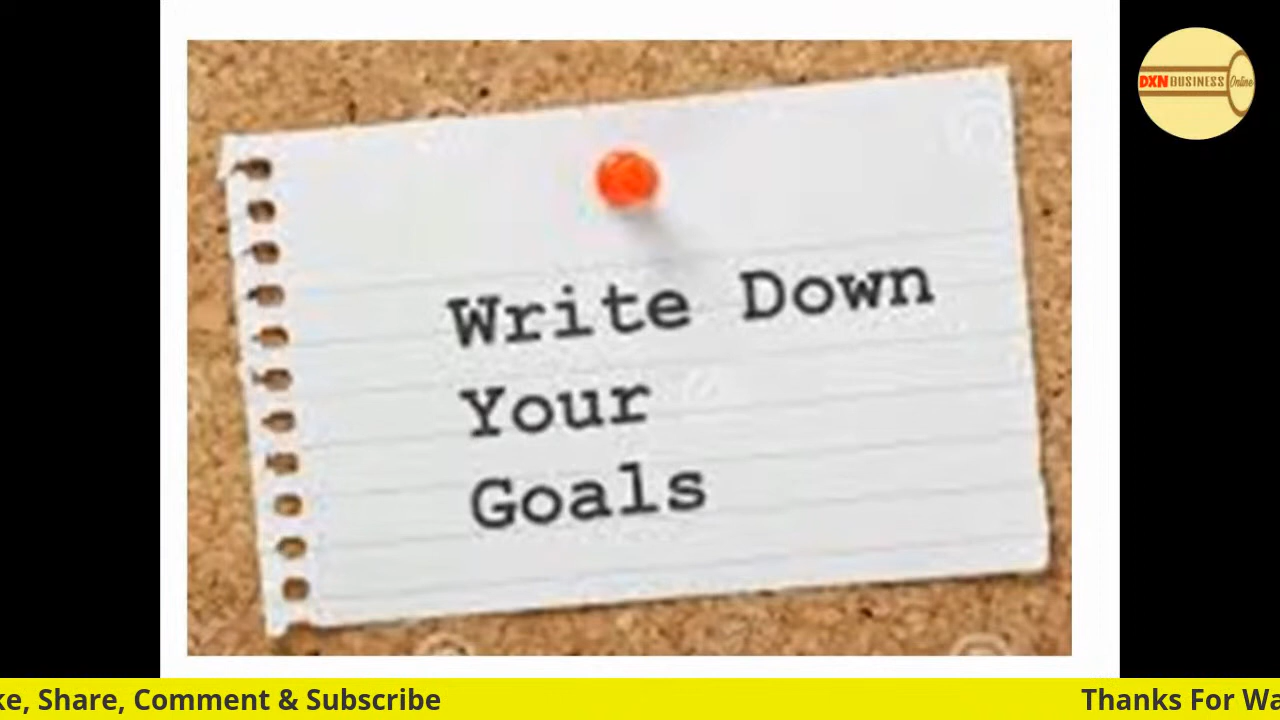 DXN BUSINESS Online
Write Down
Your
Goals
ke, Share, Comment & Subscribe
Thanks For Wa